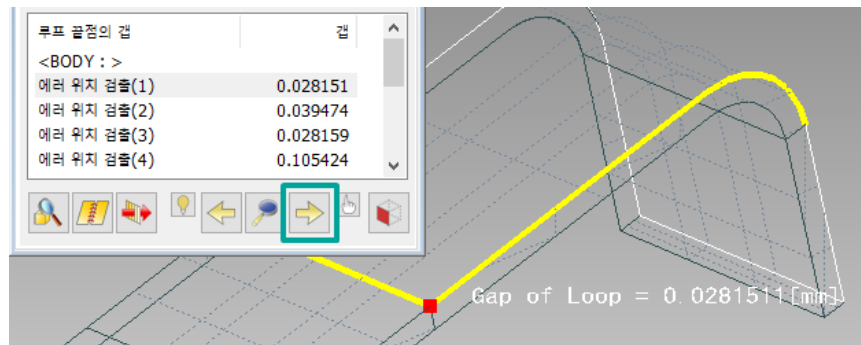 루프 끝점의 갭 갭
<BODY : >
에러 위치 검출(1) 0.028151
에러 위치 검출(2) 0.039474
에러 위치 검출(3) 0.028159
에러 위치 검출(4) 0.105424
Gap of Loop = 0.0281511[mm]